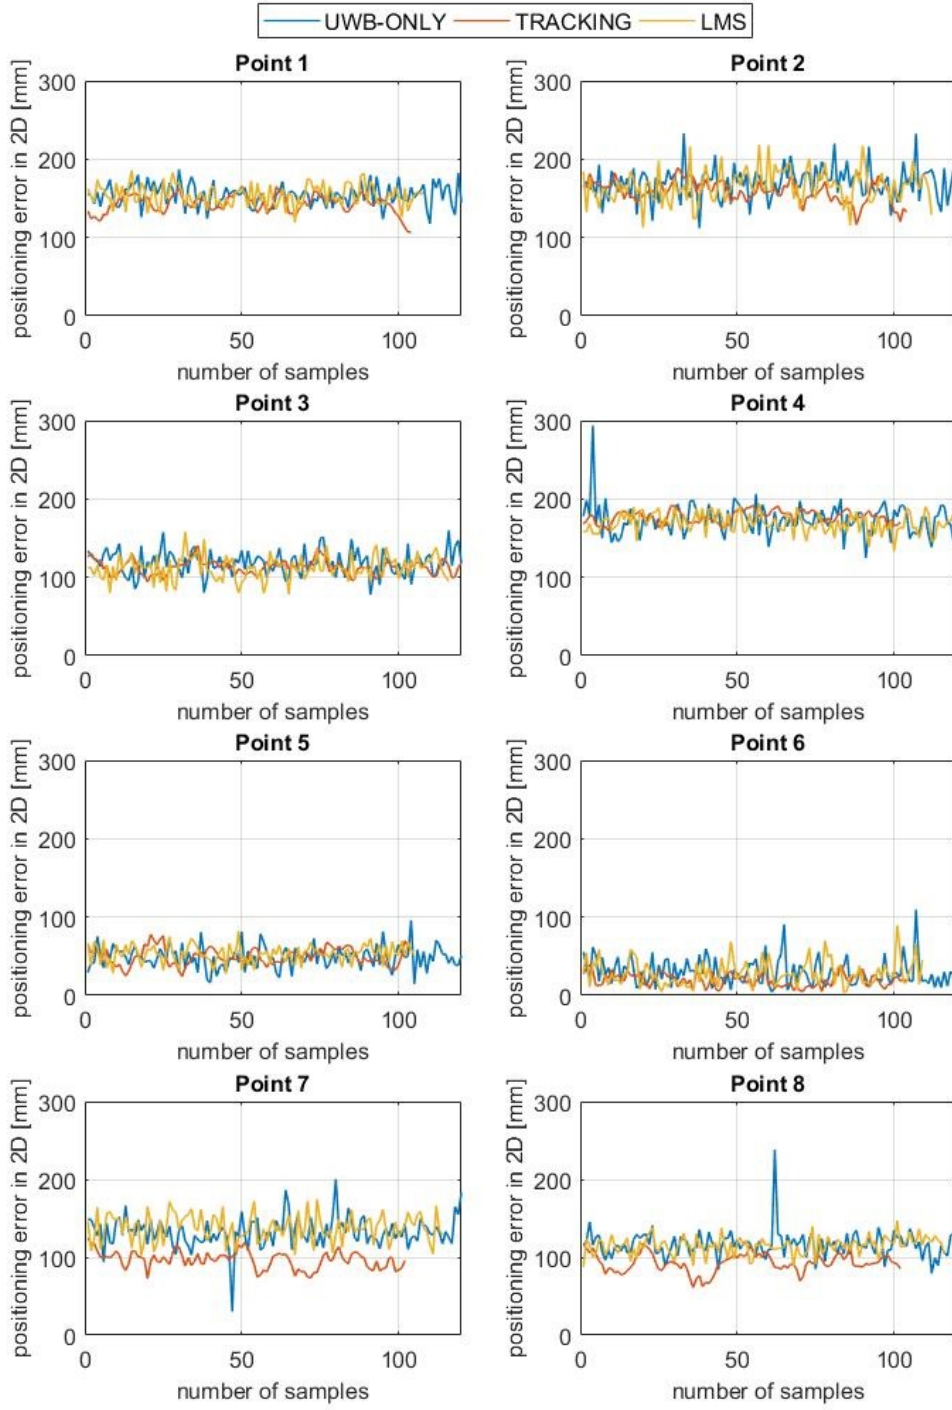 UWB-ONLY TRACKING LMS
Point 1
positioning error in 2D [mm]
300
200
100
0
0 50 100
number of samples
Point 2
positioning error in 2D [mm]
300
200
100
0
0 50 100
number of samples
Point 3
positioning error in 2D [mm]
300
200
100
0
0 50 100
number of samples
Point 4
positioning error in 2D [mm]
300
200
100
0
0 50 100
number of samples
Point 5
positioning error in 2D [mm]
300
200
100
0
0 50 100
number of samples
Point 6
positioning error in 2D [mm]
300
200
100
0
0 50 100
number of samples
Point 7
positioning error in 2D [mm]
300
200
100
0
0 50 100
number of samples
Point 8
positioning error in 2D [mm]
300
200
100
0
0 50 100
number of samples